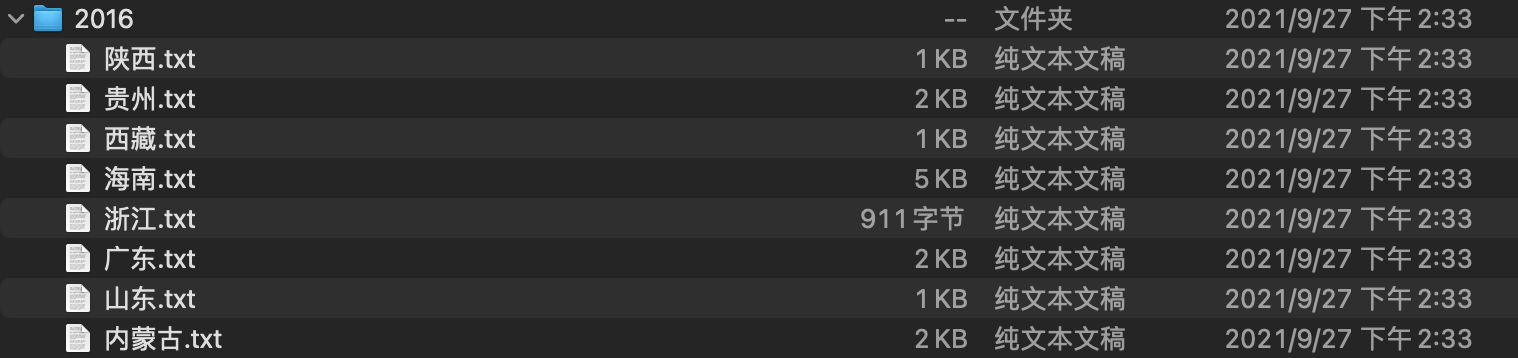 2016 -- 文件夹 2021/9/27 下午 2:33
陕西.txt 1 KB 纯文本文稿 2021/9/27 下午 2:33
贵州.txt 2 KB 纯文本文稿 2021/9/27 下午 2:33
西藏.txt 1 KB 纯文本文稿 2021/9/27 下午 2:33
海南.txt 5 KB 纯文本文稿 2021/9/27 下午 2:33
浙江.txt 911 字节 纯文本文稿 2021/9/27 下午 2:33
广东.txt 2 KB 纯文本文稿 2021/9/27 下午 2:33
山东.txt 1 KB 纯文本文稿 2021/9/27 下午 2:33
内蒙古.txt 2 KB 纯文本文稿 2021/9/27 下午 2:33